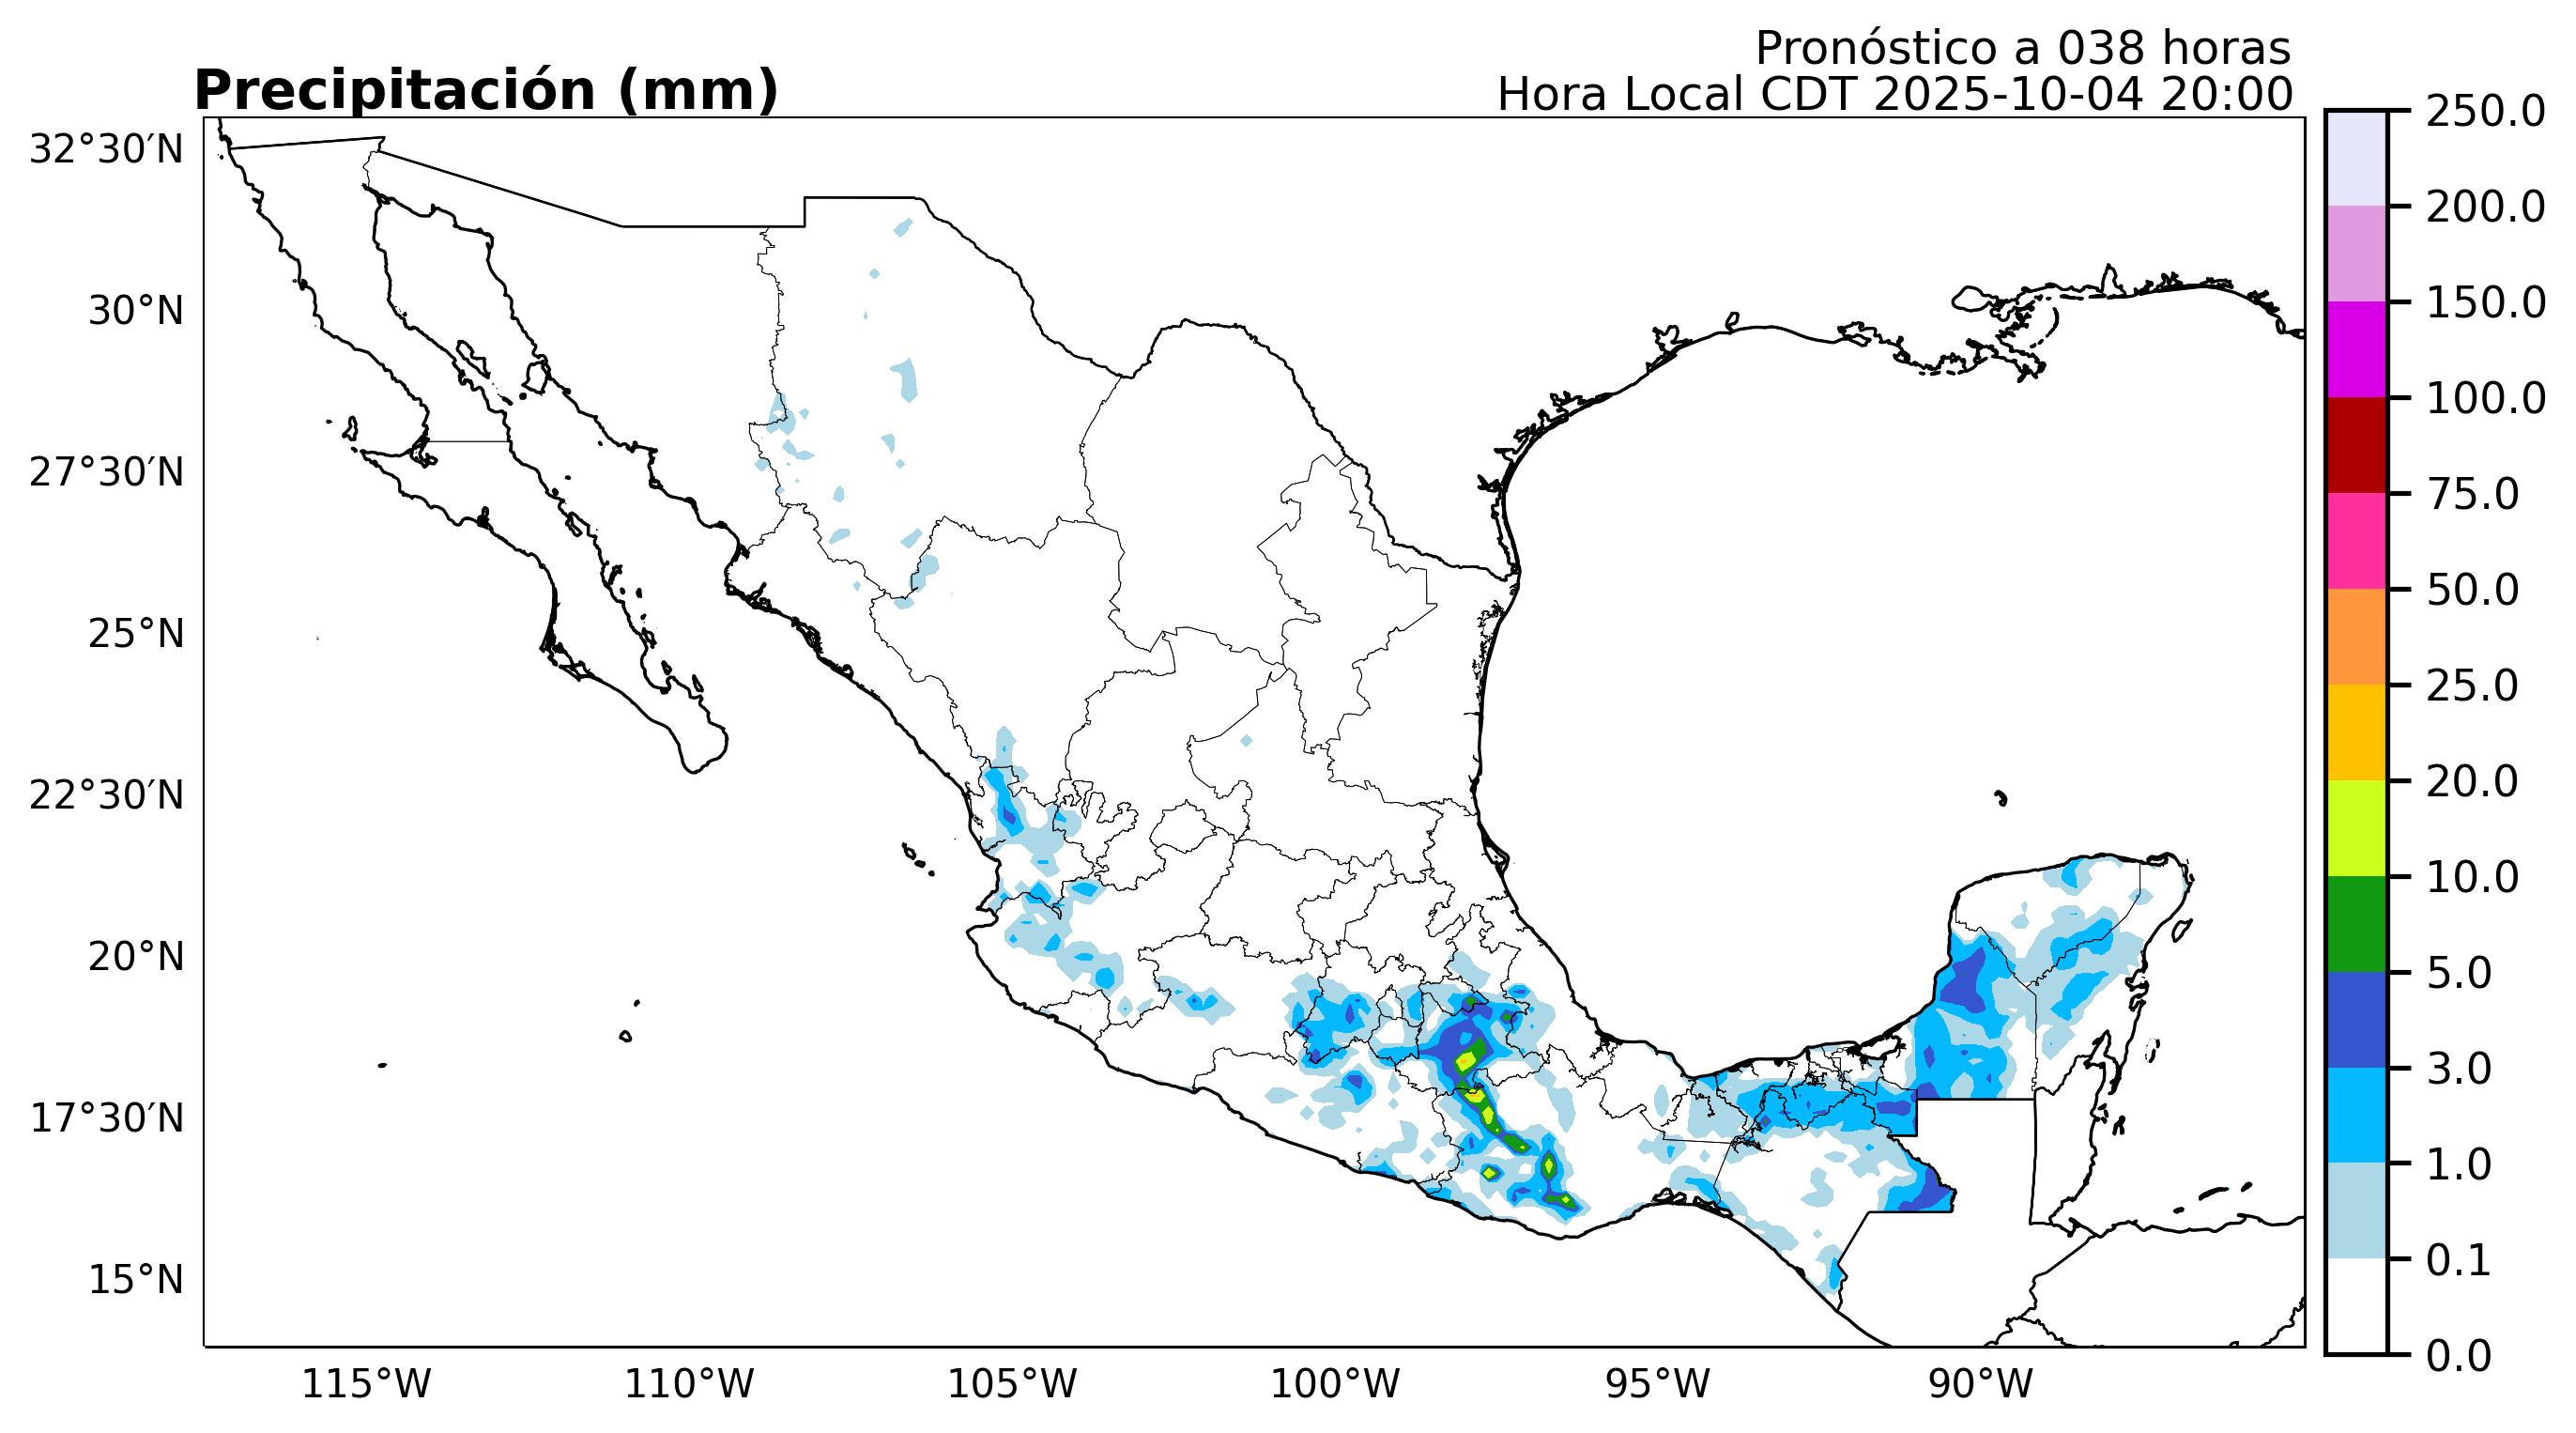 Pronóstico a 038 horas
Precipitación (mm)
Hora Local CDT 2025-10-04 20:00
32°30′N
30°N
27°30′N
25°N
22°30′N
20°N
17°30′N
15°N
115°W
110°W
105°W
100°W
95°W
90°W
250.0
200.0
150.0
100.0
75.0
50.0
25.0
20.0
10.0
5.0
3.0
1.0
0.1
0.0